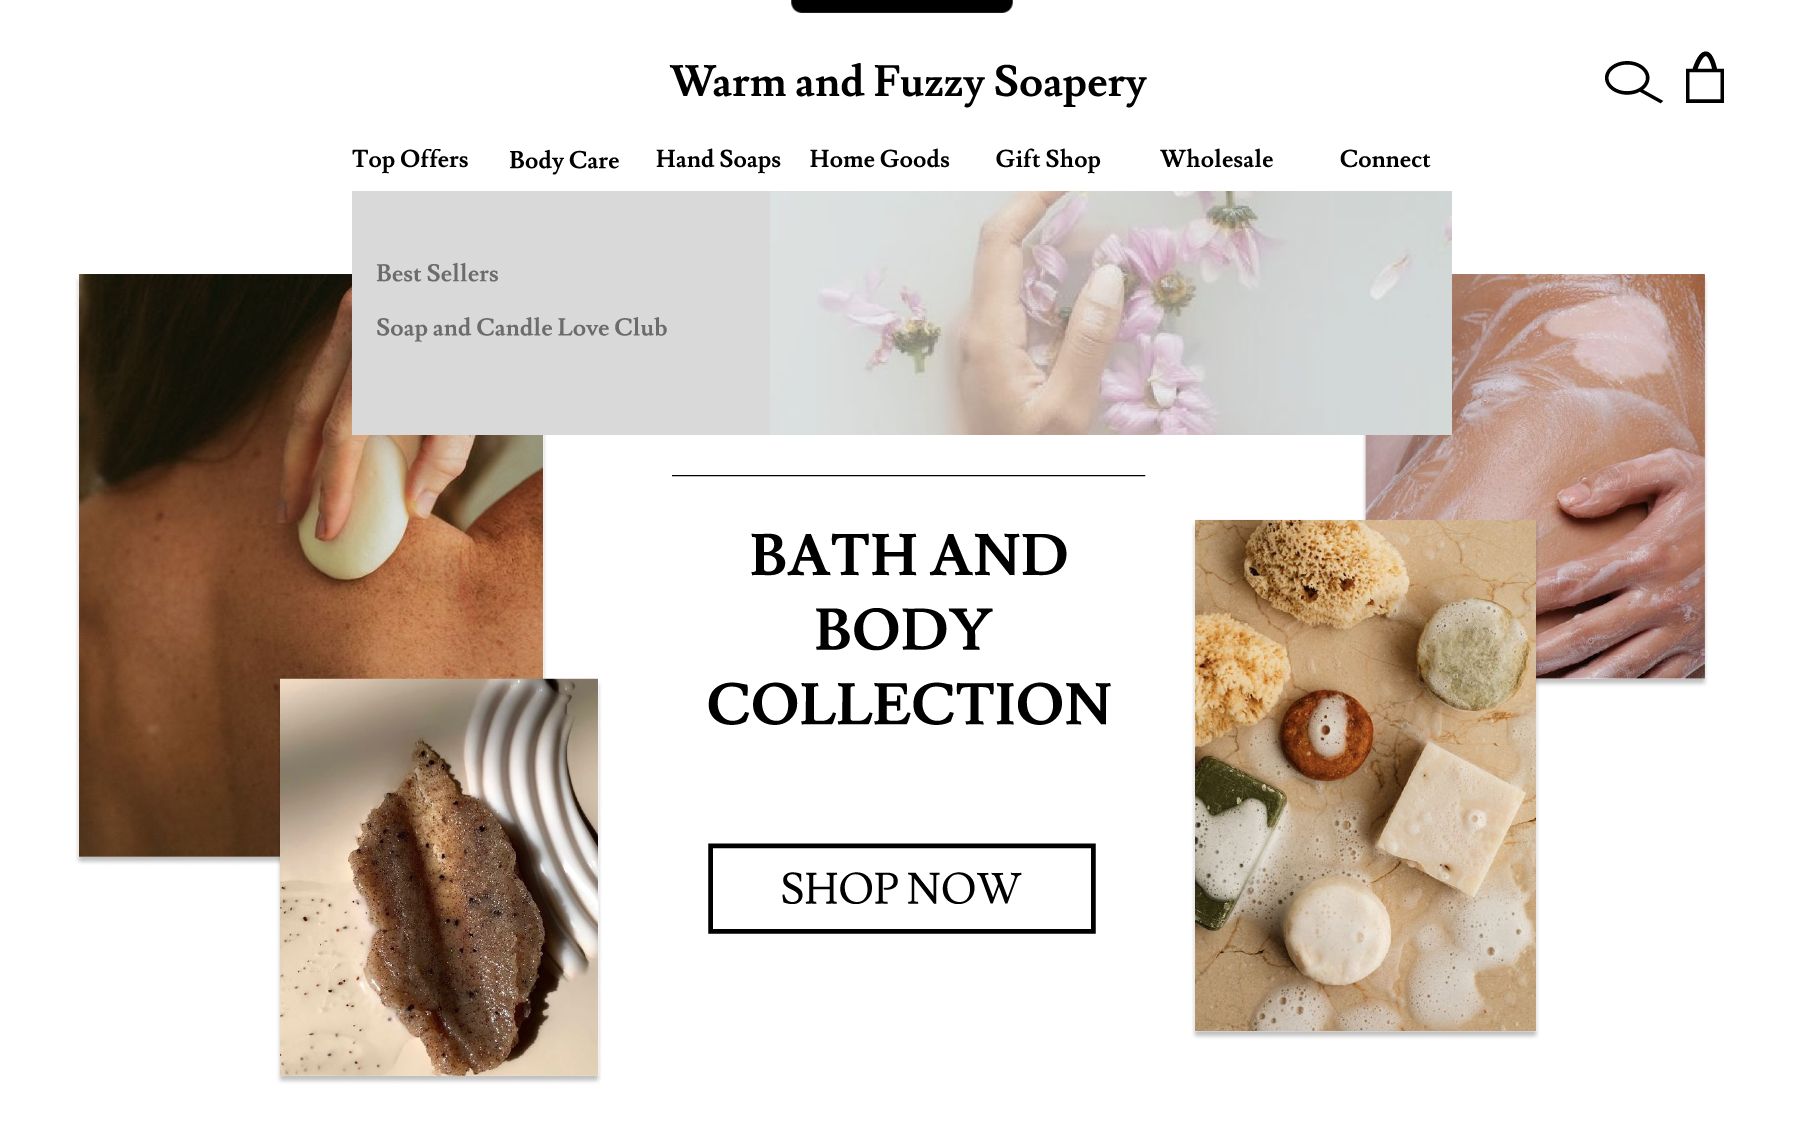 Warm and Fuzzy Soapery
Top Offers Body Care Hand Soaps Home Goods Gift Shop Wholesale Connect
Best Sellers
Soap and Candle Love Club
BATH AND
BODY
COLLECTION
SHOP NOW